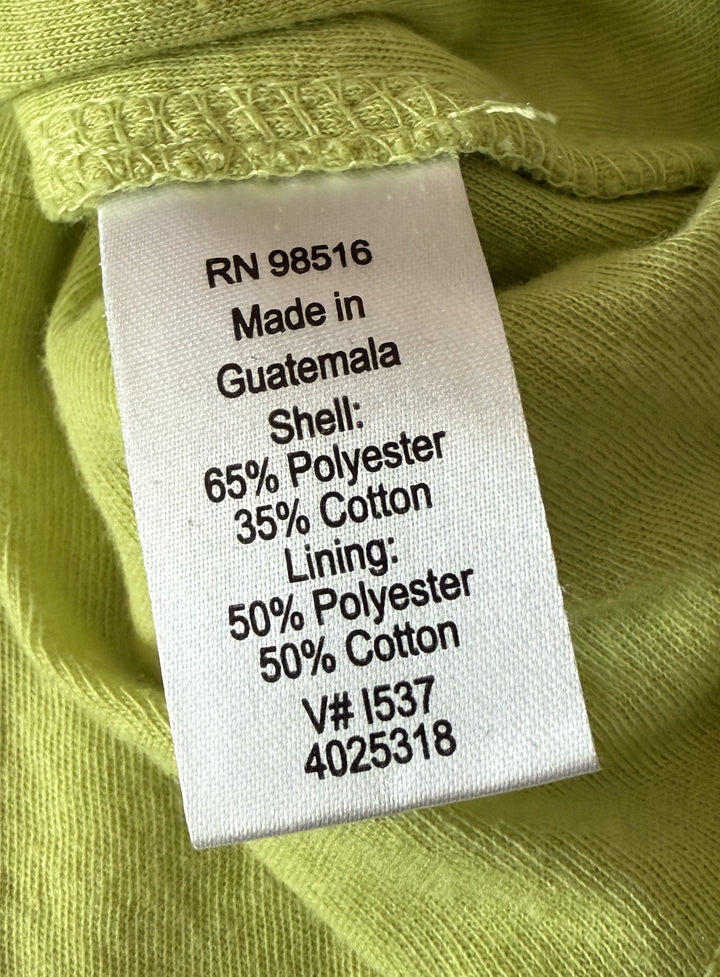 RN 98516
Made in
Guatemala
Shell:
65% Polyester
35% Cotton
Lining:
50% Polyester
50% Cotton
V# I537
4025318